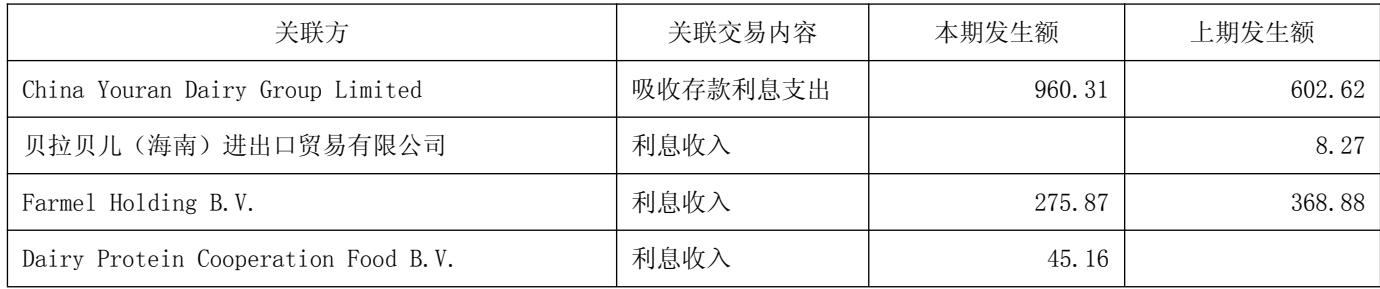 关联方 关联交易内容 本期发生额 上期发生额
China Youran Dairy Group Limited 吸收存款利息支出 960.31 602.62
贝拉贝儿（海南）进出口贸易有限公司 利息收入 8.27
Farmel Holding B.V. 利息收入 275.87 368.88
Dairy Protein Cooperation Food B.V. 利息收入 45.16